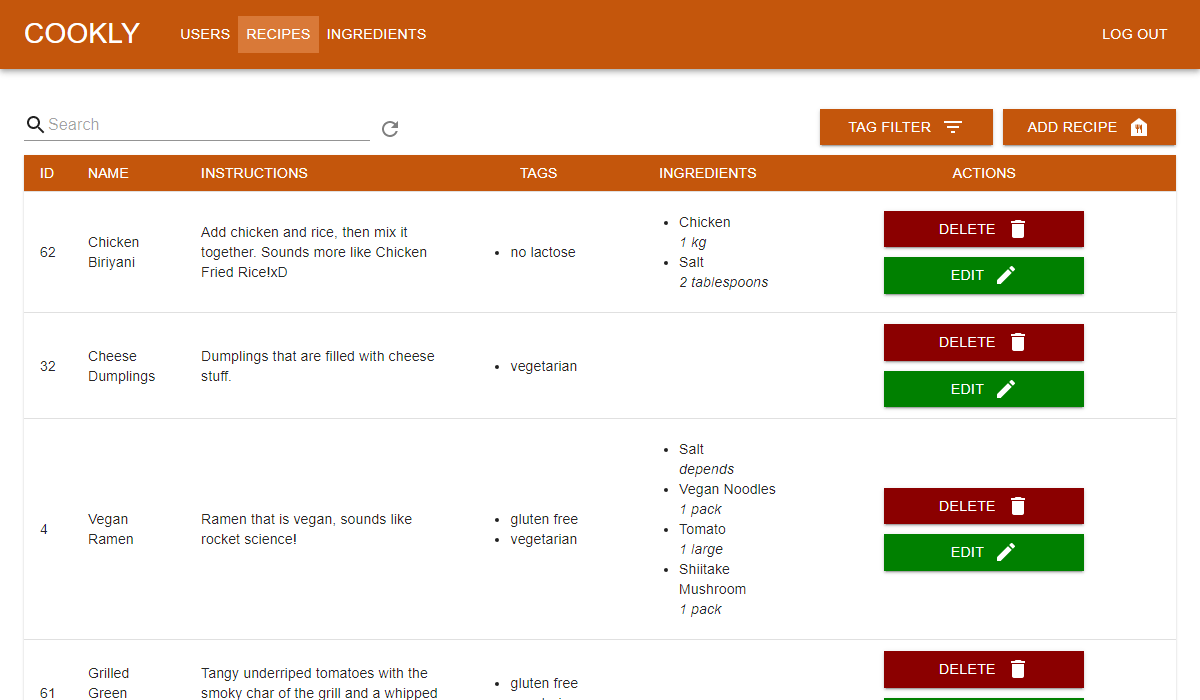 COOKLY
USERS RECIPES INGREDIENTS
LOG OUT
Search
TAG FILTER
ADD RECIPE
ID NAME INSTRUCTIONS TAGS INGREDIENTS ACTIONS
62
Chicken
Biriyani
Add chicken and rice, then mix it
together. Sounds more like Chicken
Fried Rice!xD
no lactose
Chicken
1 kg
Salt
2 tablespoons
DELETE
EDIT
32
Cheese
Dumplings
Dumplings that are filled with cheese
stuff.
vegetarian
DELETE
EDIT
4
Vegan
Ramen
Ramen that is vegan, sounds like
rocket science!
gluten free
vegetarian
Salt
depends
Vegan Noodles
1 pack
Tomato
1 large
Shiitake
Mushroom
1 pack
DELETE
EDIT
61
Grilled
Green
Tangy underriped tomatoes with the
smoky char of the grill and a whipped
gluten free
DELETE